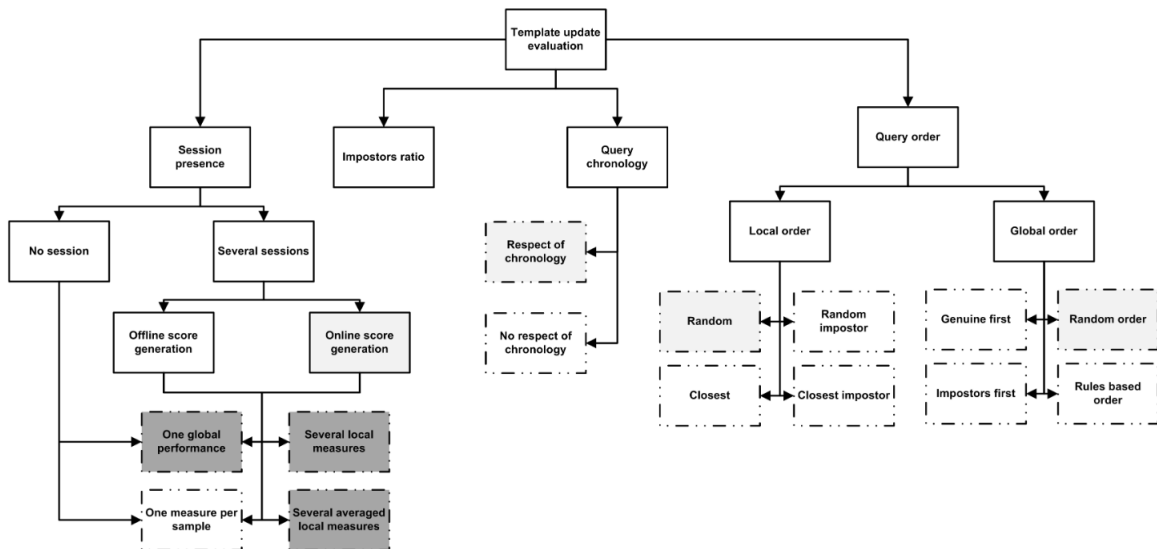 Template update
evaluation
Session
presence
Impostors ratio
Query
chronology
Query order
No session
Several sessions
Respect of
chronology
Local order
Global order
Offline score
generation
Online score
generation
No respect of
chronology
Random
Random
impostor
Genuine first
Random order
Closest
Closest impostor
Impostors first
Rules based
order
One global
performance
Several local
measures
One measure per
sample
Several averaged
local measures